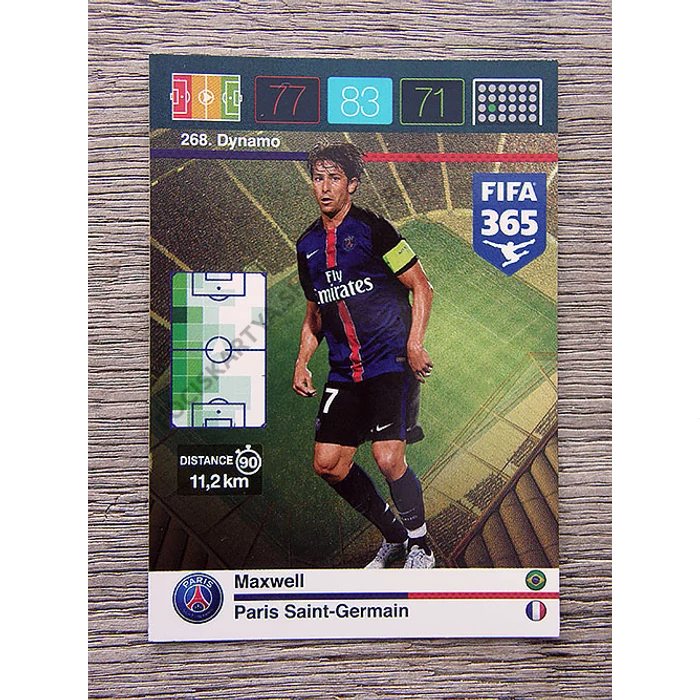 77 83 71
268. Dynamo
FIFA
365
Fly
Emirates
7
DISTANCE 90
11,2 km
PARIS
Maxwell
Paris Saint-Germain